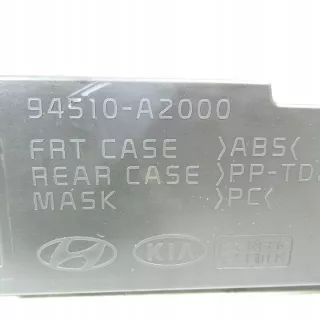 94510-A2000
FRT CASE >ABS<
REAR CASE >PP-TD
MASK >PC<
KIA